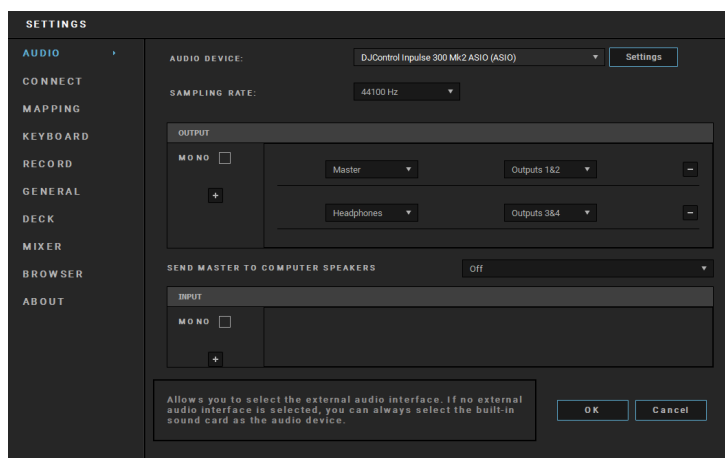 SETTINGS
AUDIO
CONNECT
MAPPING
KEYBOARD
RECORD
GENERAL
DECK
MIXER
BROWSER
ABOUT
AUDIO DEVICE: DJControl Inpulse 300 Mk2 ASIO (ASIO) Settings
SAMPLING RATE: 44100 Hz
OUTPUT
MONO
+
Master Outputs 1&2 −
Headphones Outputs 3&4 −
SEND MASTER TO COMPUTER SPEAKERS Off
INPUT
MONO
+
Allows you to select the external audio interface. If no external
audio interface is selected, you can always select the built-in
sound card as the audio device.
OK Cancel